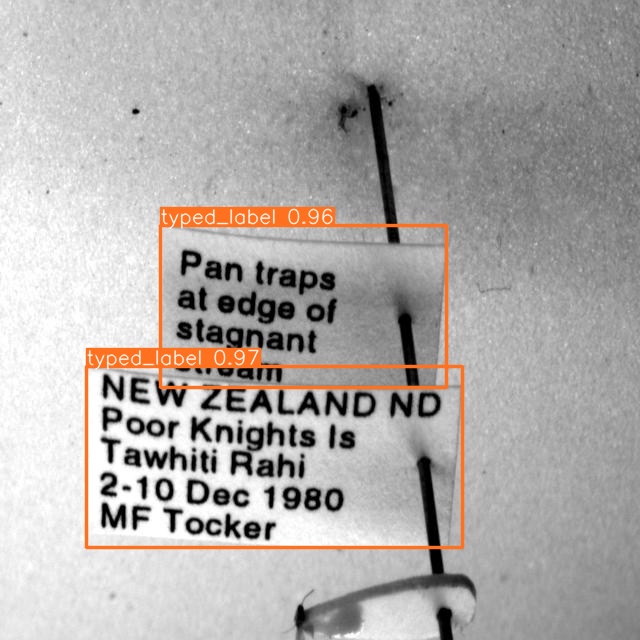 typed_label 0.96
Pan traps
at edge of
stagnant
stream
typed_label 0.97
NEW ZEALAND ND
Poor Knights Is
Tawhiti Rahi
2-10 Dec 1980
MF Tocker